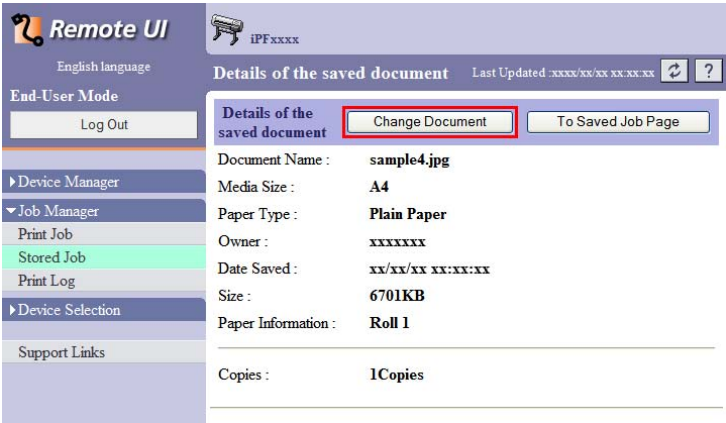 Remote UI
English language
End-User Mode
Log Out
Device Manager
Job Manager
Print Job
Stored Job
Print Log
Device Selection
Support Links
iPFxxxx
Details of the saved document Last Updated :xxxx/xx/xx xx:xx:xx ?
Details of the
saved document
Change Document To Saved Job Page
Document Name : sample4.jpg
Media Size : A4
Paper Type : Plain Paper
Owner : xxxxxxx
Date Saved : xx/xx/xx xx:xx:xx
Size : 6701KB
Paper Information : Roll 1
Copies : 1Copies